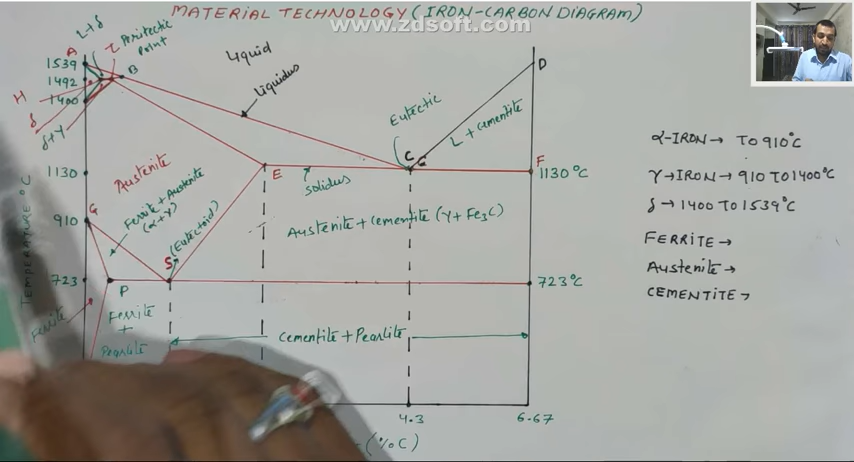 MATERIAL TECHNOLOGY (IRON-CARBON DIAGRAM)
www.zdsoft.com
L+δ
Peritectic
Point
A
1539
1492
1400
H
B
δ
δ+γ
Liquid
liquidus
D
Eutectic
C
L + cementite
1130
E
solidus
F
1130°C
Austenite
Ferrite + Austenite
(α+γ)
Austenite + Cementite (γ + Fe3C)
G
910
(Eutectoid)
S
723
P
723°C
TEMPERATURE °C
Ferrite
Ferrite
+
Pearlite
Cementite + Pearlite
4.3
6.67
(%C)
α-IRON → TO 910°C
γ→IRON → 910 TO 1400°C
δ → 1400 TO 1539°C
FERRITE →
Austenite →
CEMENTITE →